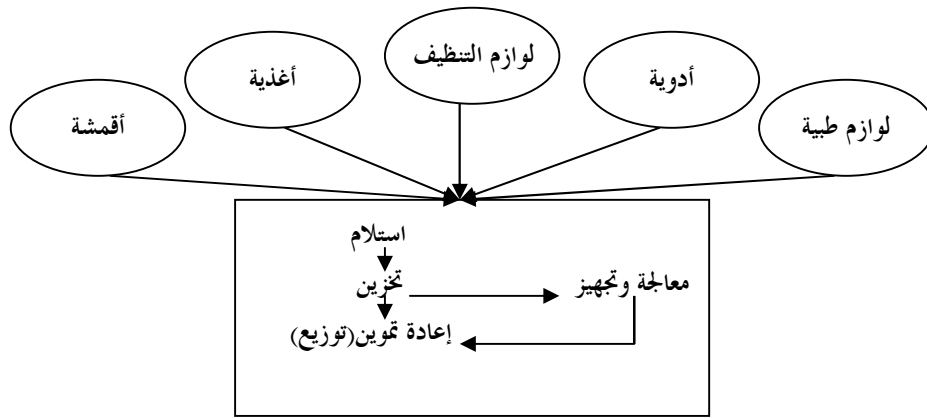 لوازم التنظيف
أدوية
أغذية
لوازم طبية
أقمشة
استلام
تخزين
معالجة وتجهيز
إعادة تموين(توزيع)